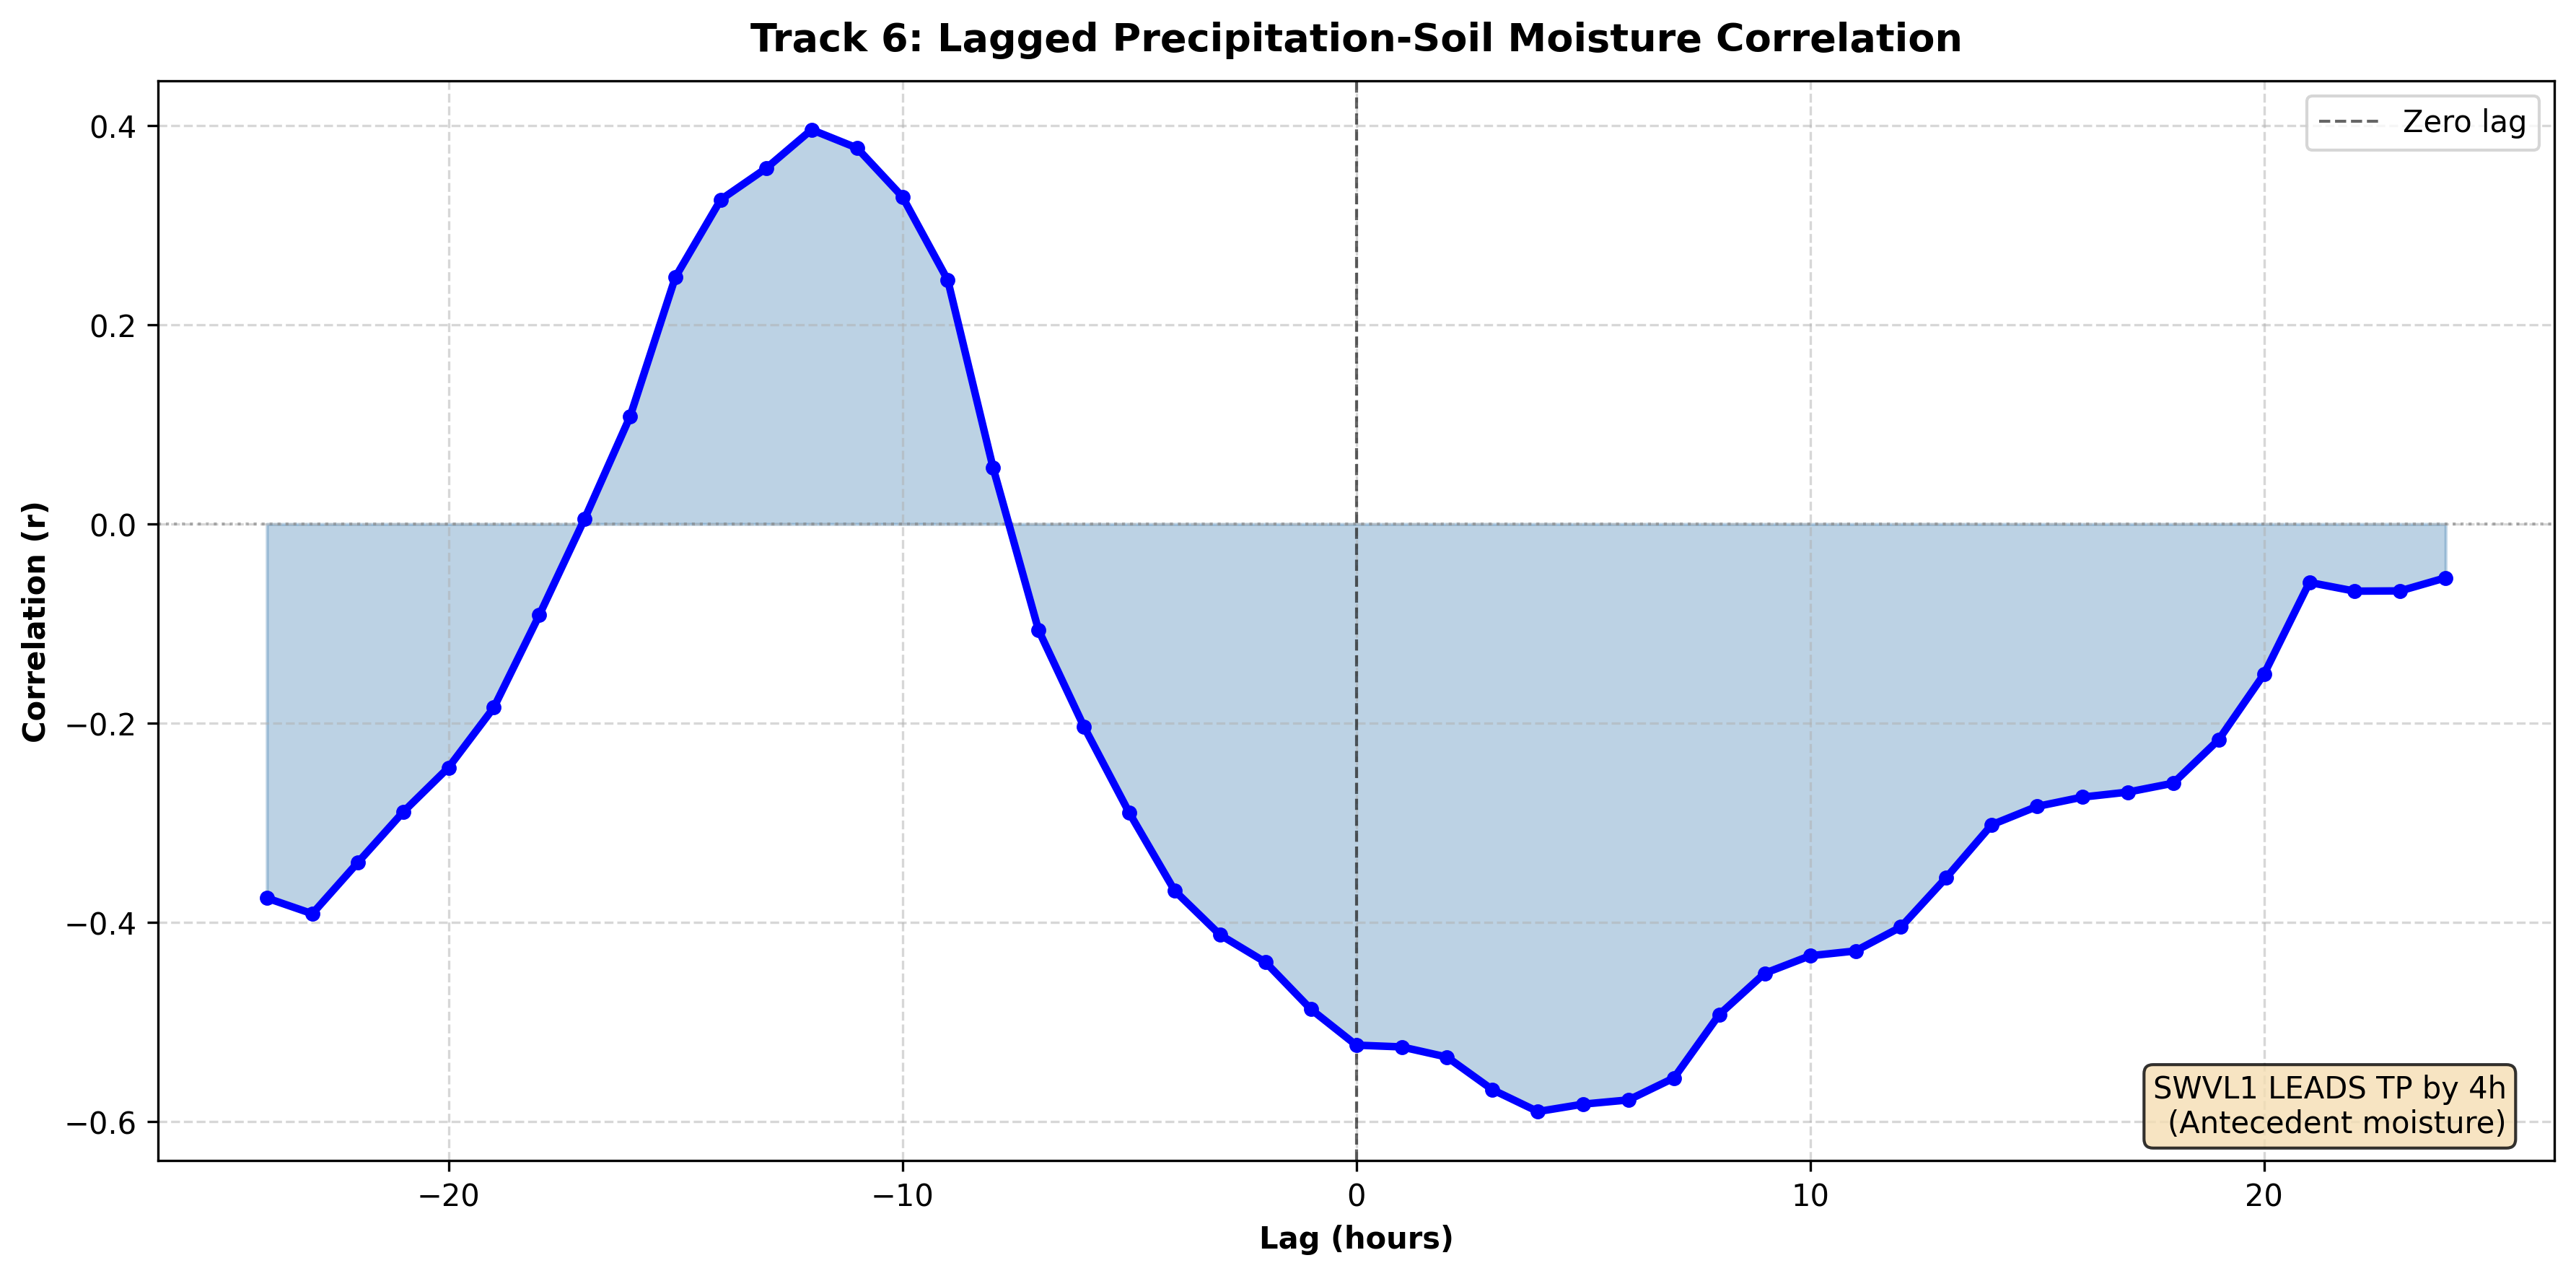 Track 6: Lagged Precipitation-Soil Moisture Correlation
Zero lag
0.4
0.2
0.0
−0.2
−0.4
−0.6
Correlation (r)
SWVL1 LEADS TP by 4h
(Antecedent moisture)
−20
−10
0
10
20
Lag (hours)